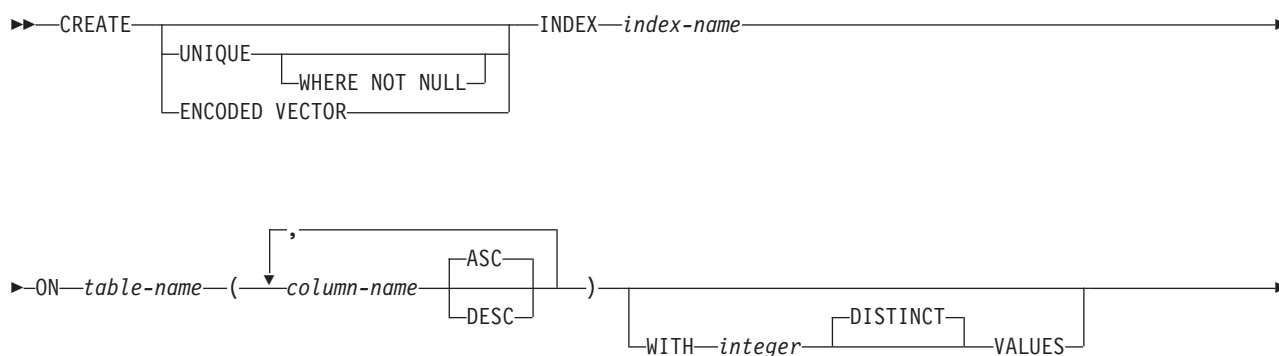 CREATE INDEX index-name
UNIQUE
WHERE NOT NULL
ENCODED VECTOR
,
ASC
ON table-name ( column-name )
DESC
DISTINCT
WITH integer VALUES